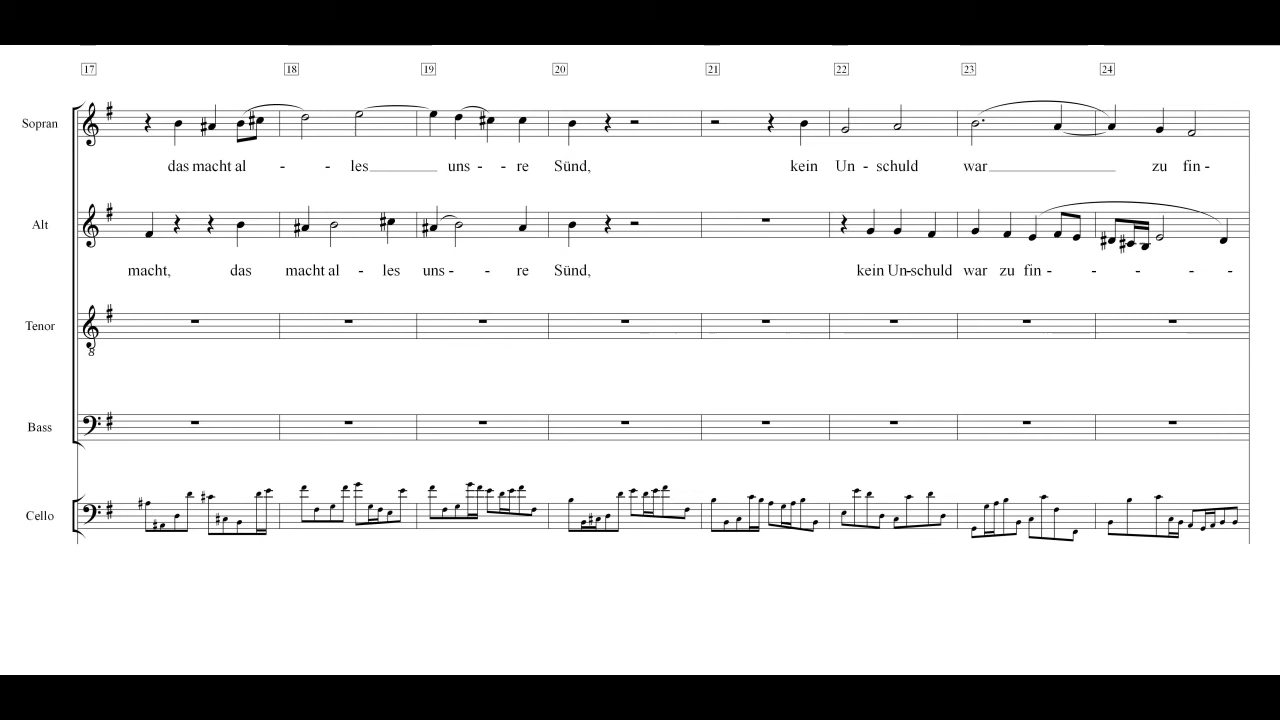 17 18 19 20 21 22 23 24
Sopran
das macht al - - les uns - - re Sünd, kein Un - schuld war zu fin -
Alt
macht, das macht al - les uns - - re Sünd, kein Un-schuld war zu fin - - - - -
Tenor
8
Bass
Cello